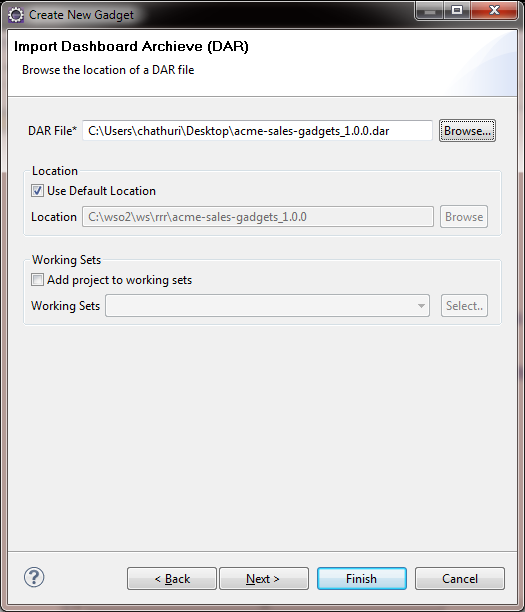 Create New Gadget
Import Dashboard Archieve (DAR)
Browse the location of a DAR file
DAR File* C:\Users\chathuri\Desktop\acme-sales-gadgets_1.0.0.dar Browse...
Location
Use Default Location
Location C:\wso2\ws\rrr\acme-sales-gadgets_1.0.0 Browse
Working Sets
Add project to working sets
Working Sets Select..
? < Back Next > Finish Cancel